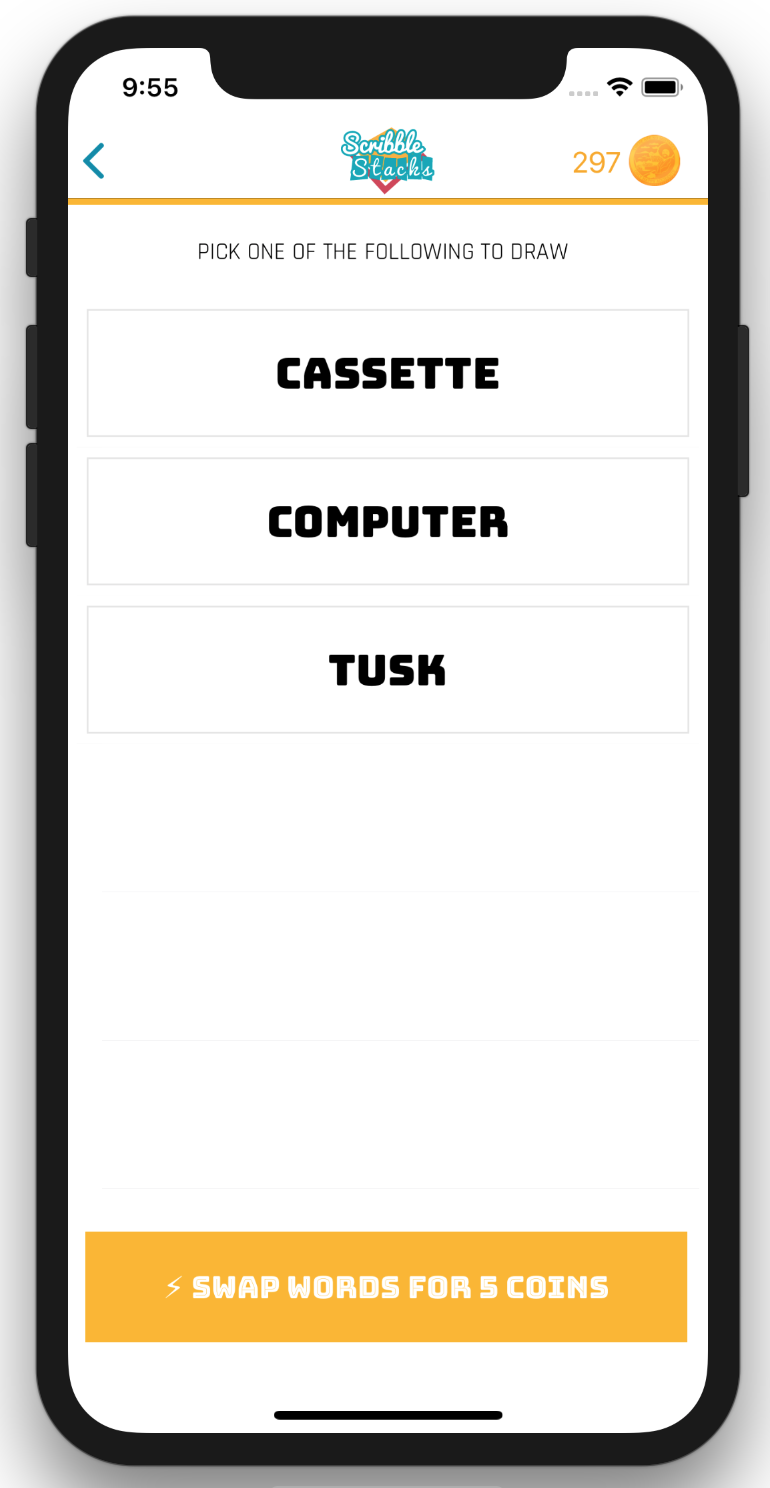 9:55
Scribble
Stacks
297
PICK ONE OF THE FOLLOWING TO DRAW
CASSETTE
COMPUTER
TUSK
⚡ SWAP WORDS FOR 5 COINS